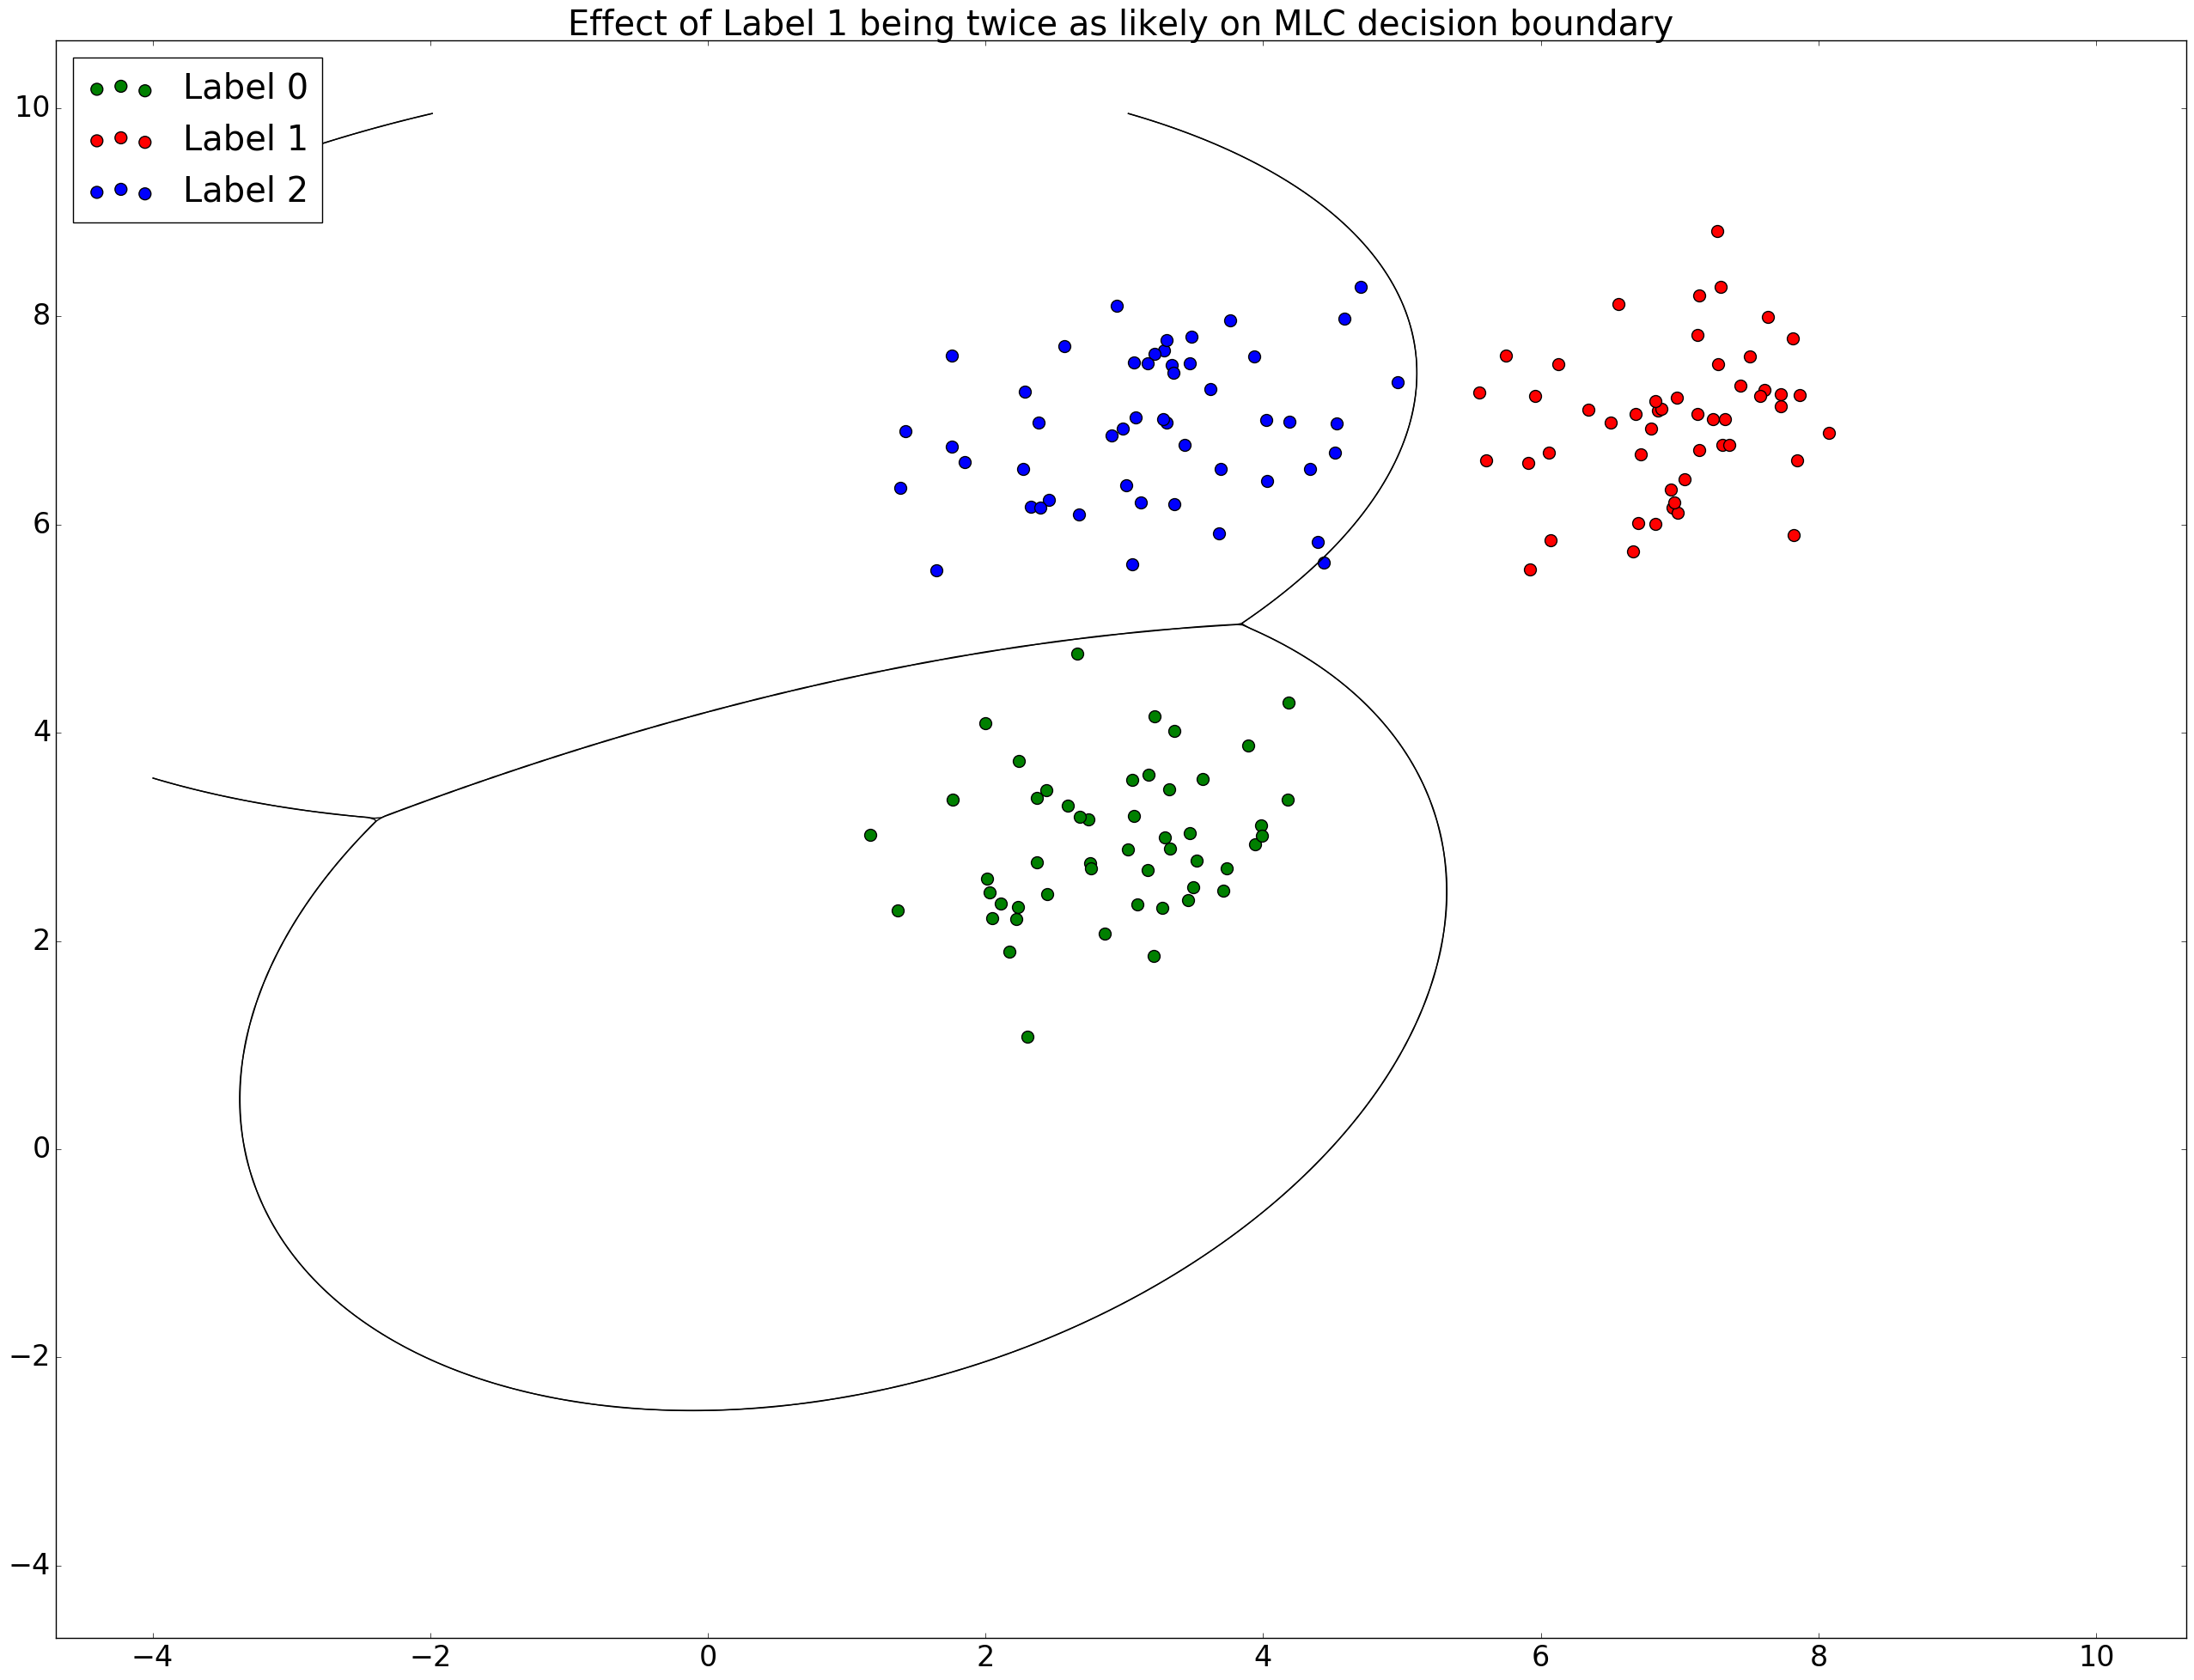 Effect of Label 1 being twice as likely on MLC decision boundary
Label 0
Label 1
Label 2
10
8
6
4
2
0
−2
−4
−4 −2 0 2 4 6 8 10